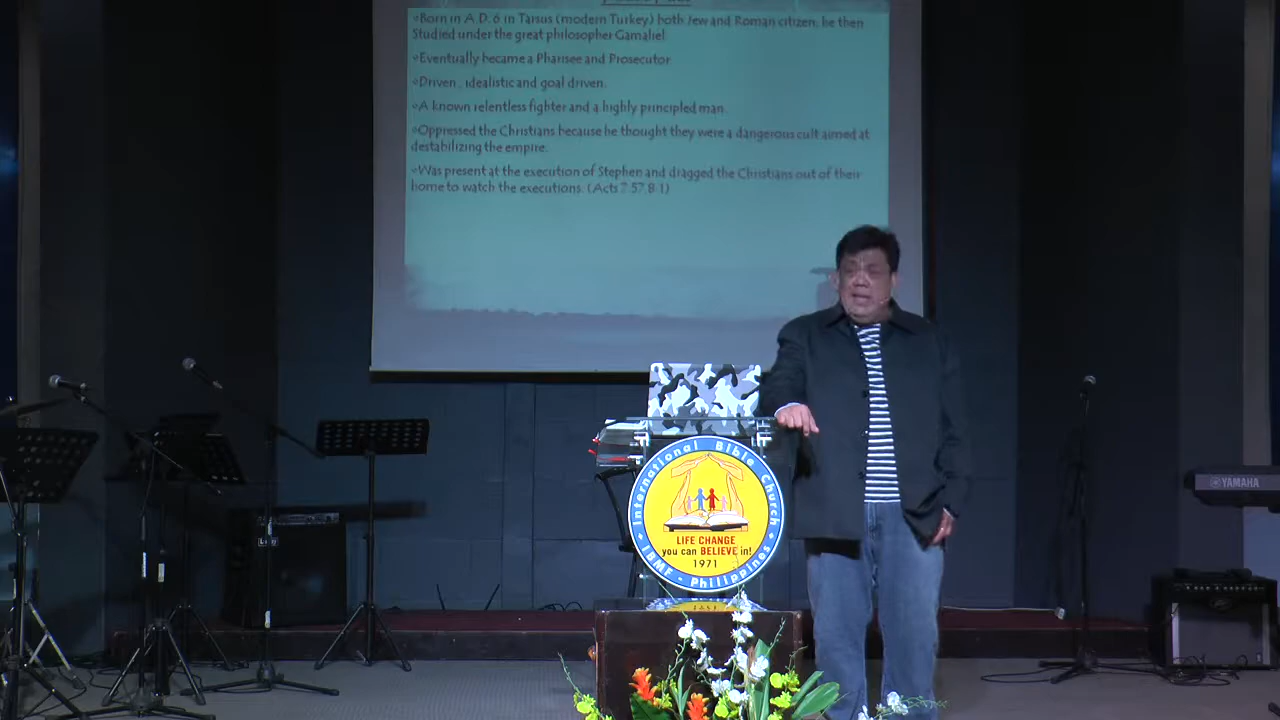 Born in A.D. 6 in Tarsus (modern Turkey) both Jew and Roman citizen, he then
Studied under the great philosopher Gamaliel
Eventually became a Pharisee and Prosecutor
Driven, idealistic and goal driven.
A known relentless fighter and a highly principled man.
Oppressed the Christians because he thought they were a dangerous cult aimed at
destabilizing the empire.
Was present at the execution of Stephen and dragged the Christians out of their
home to watch the executions. (Acts 7:57,8:1)
International Bible Church
LIFE CHANGE
you can BELIEVE in!
1971
IBMF - Philippines
YAMAHA